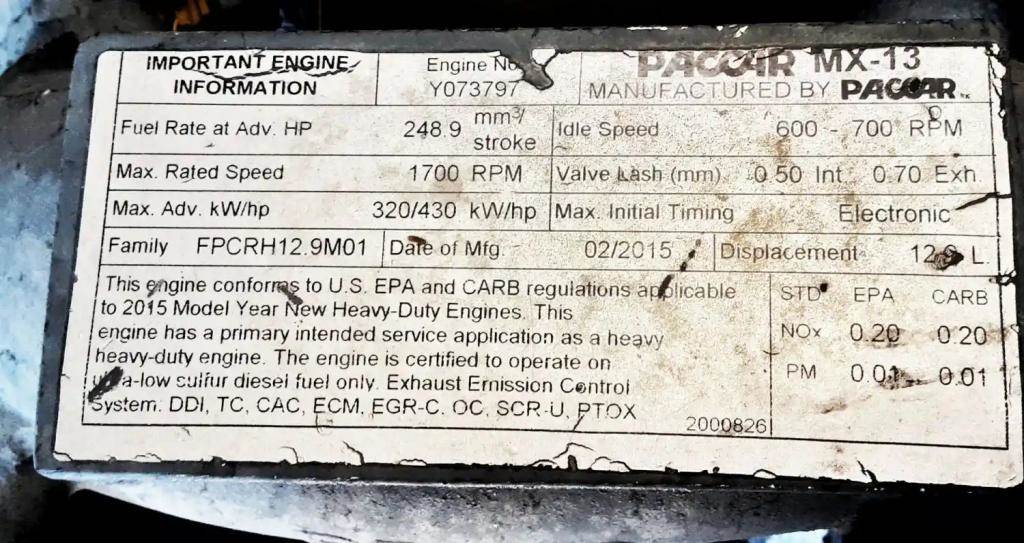 IMPORTANT ENGINE
INFORMATION
Engine No
Y073797
PACCAR MX-13
MANUFACTURED BY PACCAR
Fuel Rate at Adv. HP 248.9 mm³/
stroke
Idle Speed 600 - 700 RPM
Max. Rated Speed 1700 RPM
Valve Lash (mm) 0.50 Int. 0.70 Exh.
Max. Adv. kW/hp 320/430 kW/hp
Max. Initial Timing Electronic
Family FPCRH12.9M01
Date of Mfg. 02/2015
Displacement 12.9 L.
This engine conforms to U.S. EPA and CARB regulations applicable
to 2015 Model Year New Heavy-Duty Engines. This
engine has a primary intended service application as a heavy
heavy-duty engine. The engine is certified to operate on
ultra-low sulfur diesel fuel only. Exhaust Emission Control
System: DDI, TC, CAC, ECM, EGR-C, OC, SCR-U, PTOX
2000826
STD EPA CARB
NOx 0.20 0.20
PM 0.01 0.01